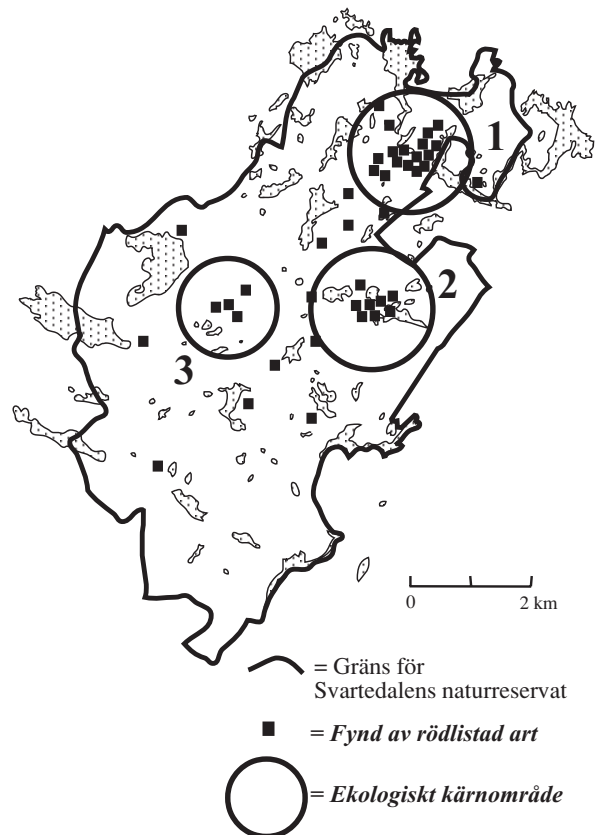 1
2
3
0 2 km
= Gräns för
Svartedalens naturreservat
= Fynd av rödlistad art
= Ekologiskt kärnområde